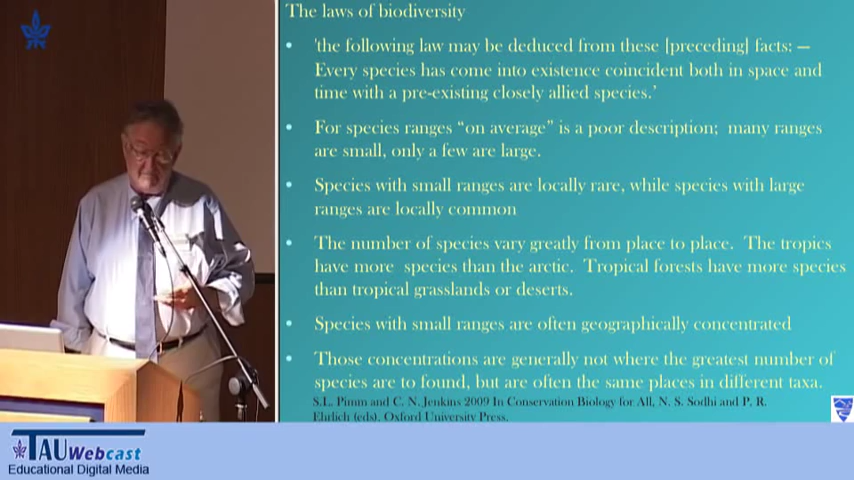 The laws of biodiversity
• 'the following law may be deduced from these [preceding] facts: —
Every species has come into existence coincident both in space and
time with a pre-existing closely allied species.'
• For species ranges "on average" is a poor description; many ranges
are small, only a few are large.
• Species with small ranges are locally rare, while species with large
ranges are locally common
• The number of species vary greatly from place to place. The tropics
have more species than the arctic. Tropical forests have more species
than tropical grasslands or deserts.
• Species with small ranges are often geographically concentrated
• Those concentrations are generally not where the greatest number of
species are to found, but are often the same places in different taxa.
S.L. Pimm and C. N. Jenkins 2009 In Conservation Biology for All, N. S. Sodhi and P. R.
Ehrlich (eds). Oxford University Press.
TAU Webcast
Educational Digital Media